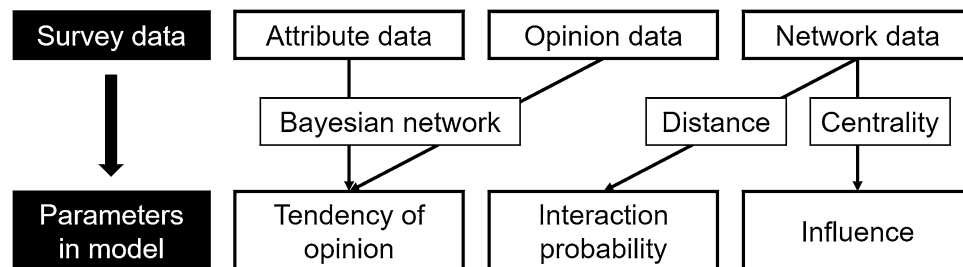 Survey data
Attribute data
Opinion data
Network data
Bayesian network
Distance
Centrality
Parameters
in model
Tendency of
opinion
Interaction
probability
Influence